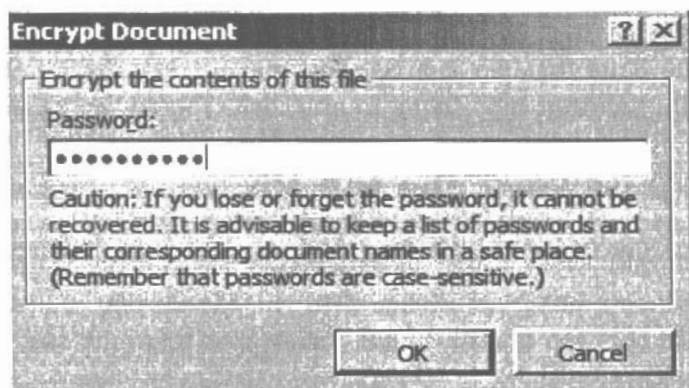 Encrypt Document
Encrypt the contents of this file
Password:
••••••••••
Caution: If you lose or forget the password, it cannot be
recovered. It is advisable to keep a list of passwords and
their corresponding document names in a safe place.
(Remember that passwords are case-sensitive.)
OK
Cancel